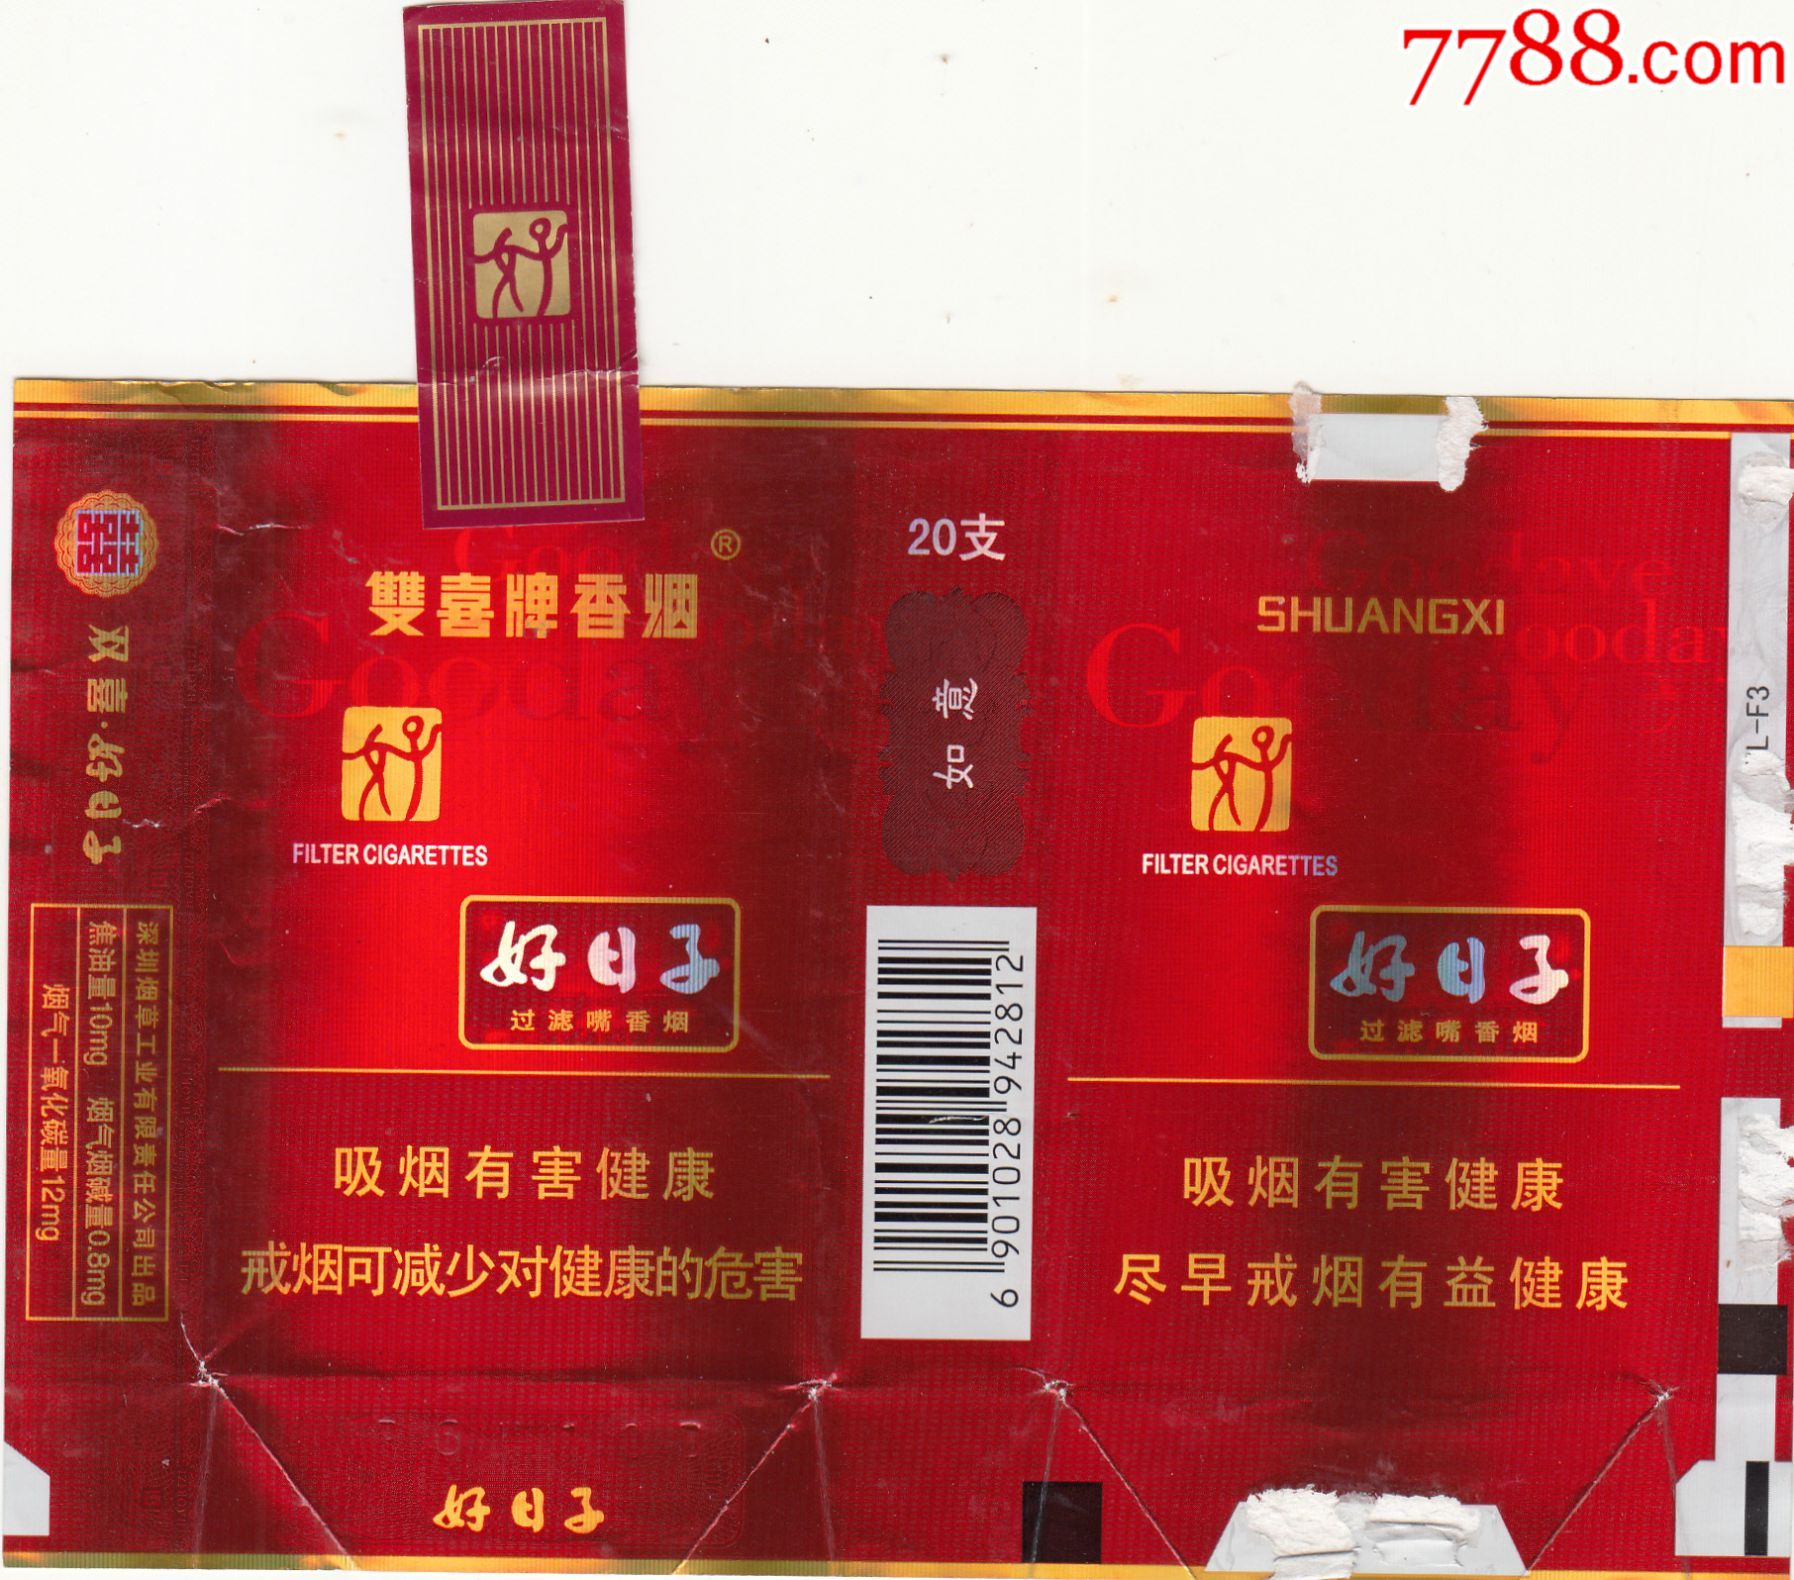 7788.com
囍
双喜·好日子
深圳烟草工业有限责任公司出品
焦油量10mg 烟气烟碱量0.8mg
烟气一氧化碳量12mg
Gooday
雙喜牌香烟
®
Gooday
FILTER CIGARETTES
好日子
过滤嘴香烟
吸烟有害健康
戒烟可减少对健康的危害
好日子
20支
如意
6 901028 942812
SHUANGXI
Gooday
FILTER CIGARETTES
好日子
过滤嘴香烟
吸烟有害健康
尽早戒烟有益健康
L-F3